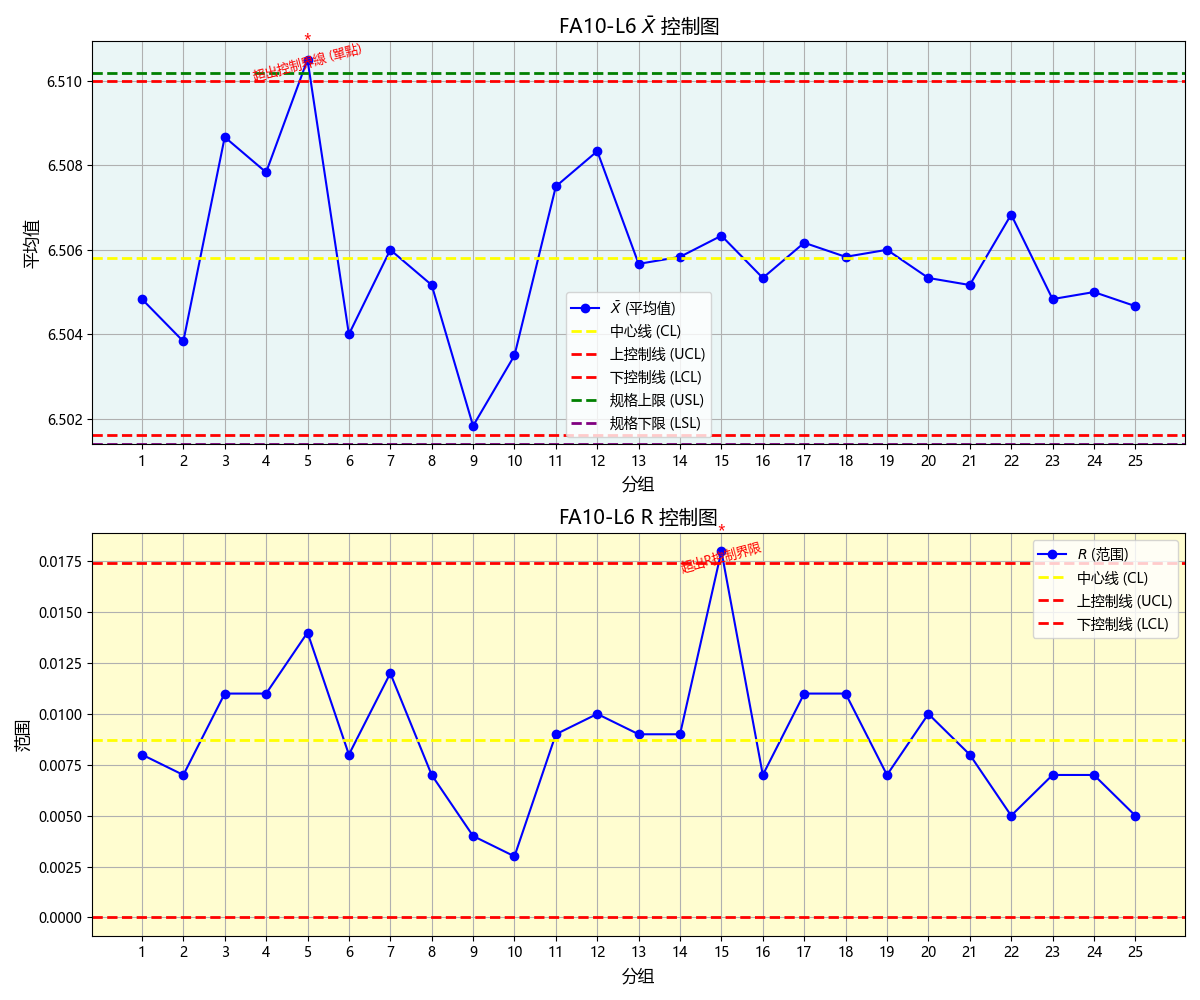 FA10-L6 X̄ 控制图
*
超出控制界線 (單點)
平均值
6.510
6.508
6.506
6.504
6.502
X̄ (平均值)
中心线 (CL)
上控制线 (UCL)
下控制线 (LCL)
规格上限 (USL)
规格下限 (LSL)
1 2 3 4 5 6 7 8 9 10 11 12 13 14 15 16 17 18 19 20 21 22 23 24 25
分组
FA10-L6 R 控制图
*
超出R控制界限
范围
0.0175
0.0150
0.0125
0.0100
0.0075
0.0050
0.0025
0.0000
R (范围)
中心线 (CL)
上控制线 (UCL)
下控制线 (LCL)
1 2 3 4 5 6 7 8 9 10 11 12 13 14 15 16 17 18 19 20 21 22 23 24 25
分组